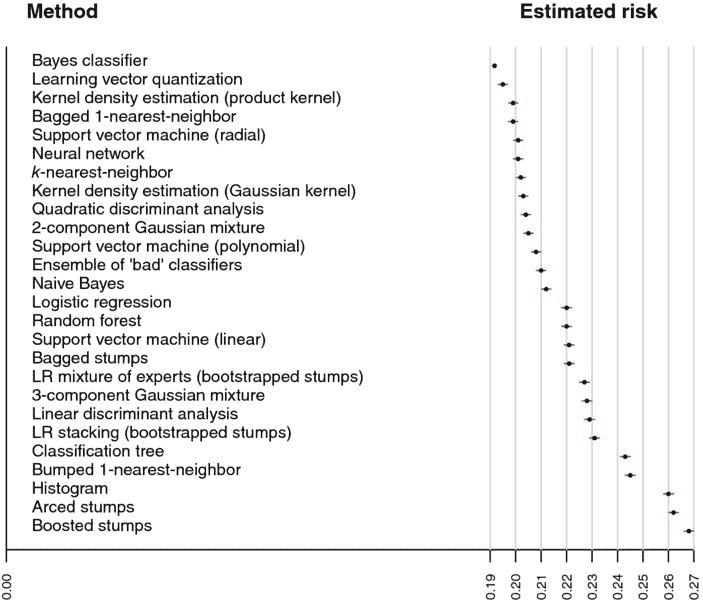 Method Estimated risk
Bayes classifier
Learning vector quantization
Kernel density estimation (product kernel)
Bagged 1-nearest-neighbor
Support vector machine (radial)
Neural network
k-nearest-neighbor
Kernel density estimation (Gaussian kernel)
Quadratic discriminant analysis
2-component Gaussian mixture
Support vector machine (polynomial)
Ensemble of 'bad' classifiers
Naive Bayes
Logistic regression
Random forest
Support vector machine (linear)
Bagged stumps
LR mixture of experts (bootstrapped stumps)
3-component Gaussian mixture
Linear discriminant analysis
LR stacking (bootstrapped stumps)
Classification tree
Bumped 1-nearest-neighbor
Histogram
Arced stumps
Boosted stumps
0.00 0.19 0.20 0.21 0.22 0.23 0.24 0.25 0.26 0.27